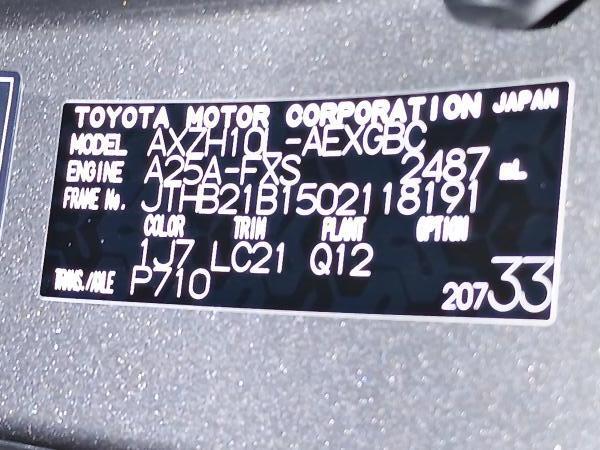 TOYOTA MOTOR CORPORATION JAPAN
MODEL AXZH10L-AEXGBC
ENGINE A25A-FXS 2487 mL
FRAME No. JTHB21B1502118191
COLOR TRIM PLANT OPTION
1J7 LC21 Q12
TRANS./AXLE P710
20733